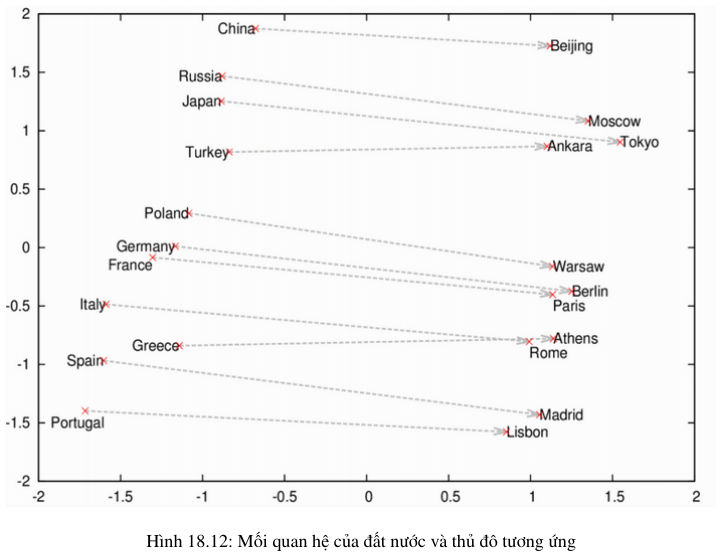 2
China
Beijing
1.5
Russia
Japan
Moscow
1
Tokyo
Turkey
Ankara
0.5
Poland
0
Germany
France
Warsaw
Berlin
-0.5
Italy
Paris
Greece
Athens
Rome
-1
Spain
Madrid
-1.5
Portugal
Lisbon
-2
-2 -1.5 -1 -0.5 0 0.5 1 1.5 2
Hình 18.12: Mối quan hệ của đất nước và thủ đô tương ứng